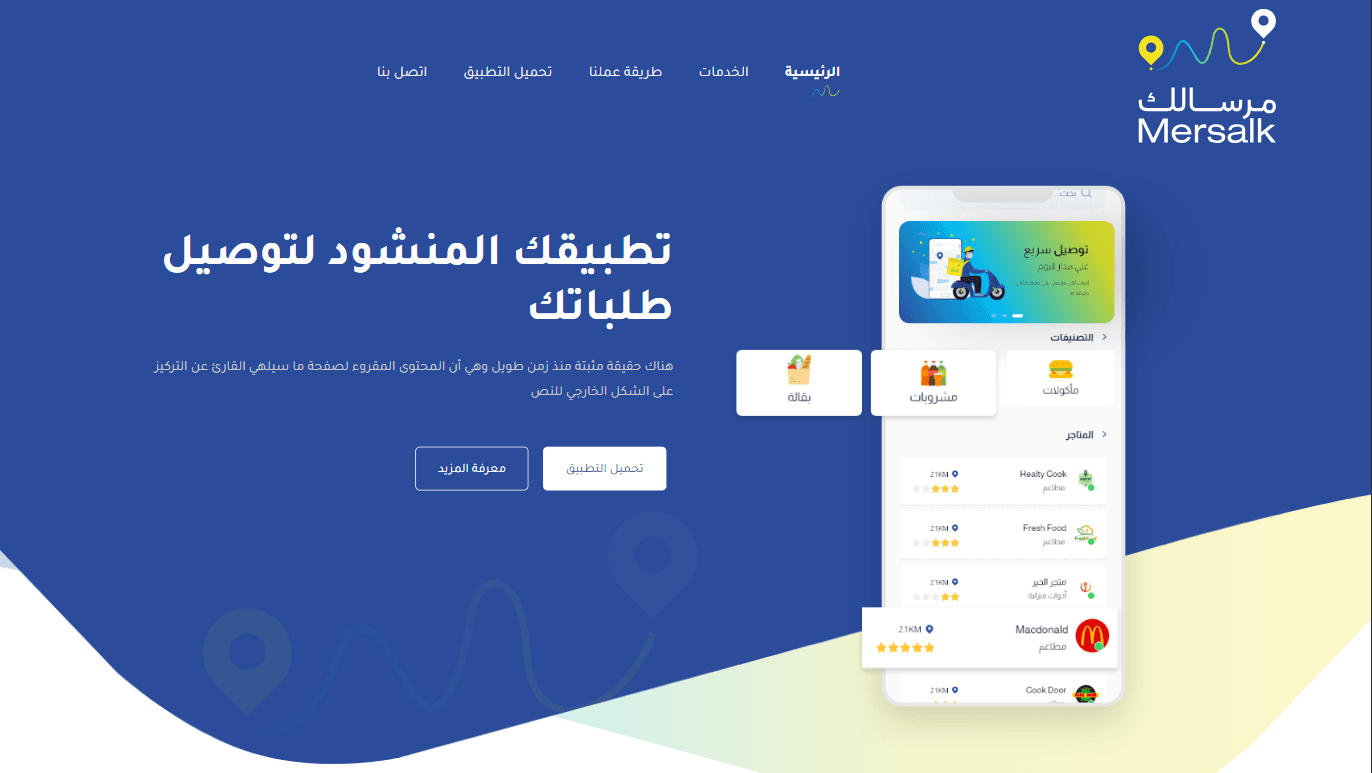 مرسالك
Mersalk
الرئيسية
الخدمات
طريقة عملنا
تحميل التطبيق
اتصل بنا
تطبيقك المنشود لتوصيل
طلباتك
هناك حقيقة مثبتة منذ زمن طويل وهي أن المحتوى المقروء لصفحة ما سيلهي القارئ عن التركيز
على الشكل الخارجي للنص
تحميل التطبيق
معرفة المزيد
بحث...
توصيل سريع
على مدار اليوم
التصنيفات
مأكولات
مشروبات
بقالة
المتاجر
Healty Cook
مطاعم
2.1KM
Fresh Food
مطاعم
2.1KM
متجر الخير
أدوات منزلية
2.1KM
Macdonald
مطاعم
2.1KM
Cook Door
2.1KM